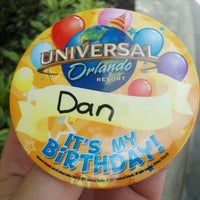 UNIVERSAL
Orlando
RESORT
Dan
IT'S MY
BIRTHDAY!